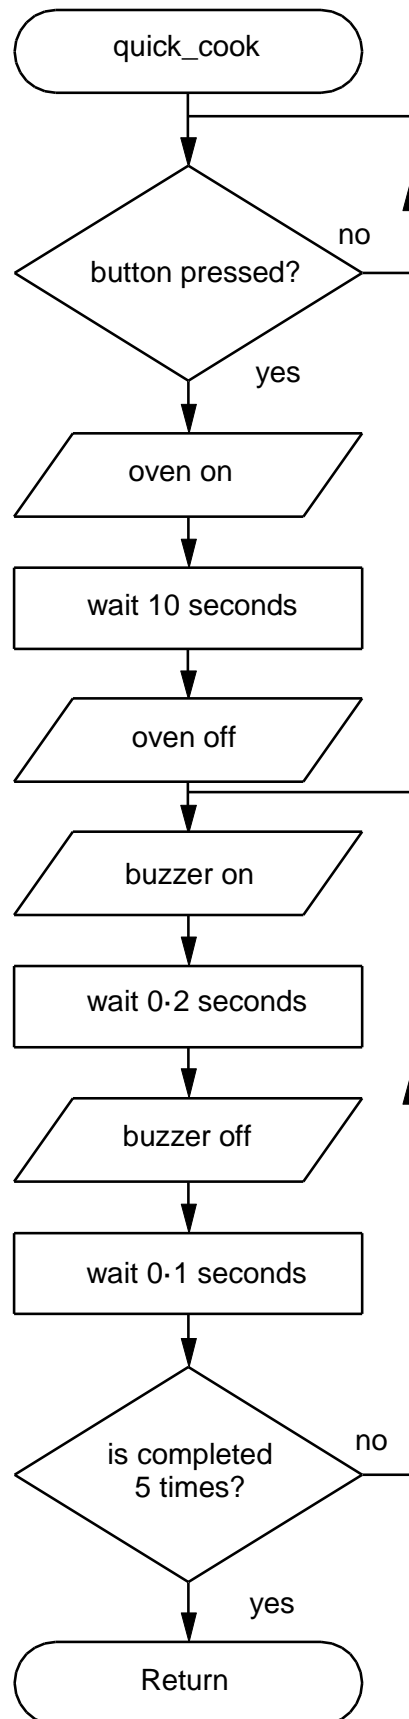 quick_cook
no
button pressed?
yes
oven on
wait 10 seconds
oven off
buzzer on
wait 0·2 seconds
buzzer off
wait 0·1 seconds
is completed
no
5 times?
yes
Return